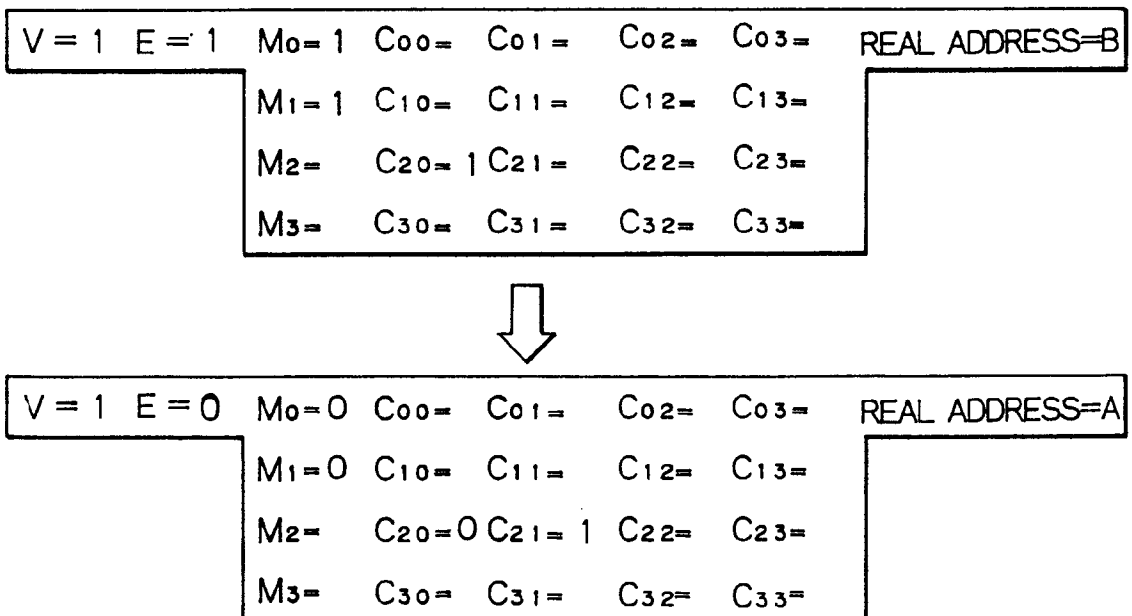 V = 1 E = 1 M0= 1 C00= C01= C02= C03= REAL ADDRESS=B
M1= 1 C10= C11= C12= C13=
M2= C20= 1 C21= C22= C23=
M3= C30= C31= C32= C33=
V = 1 E = 0 M0=0 C00= C01= C02= C03= REAL ADDRESS=A
M1=0 C10= C11= C12= C13=
M2= C20=0 C21= 1 C22= C23=
M3= C30= C31= C32= C33=